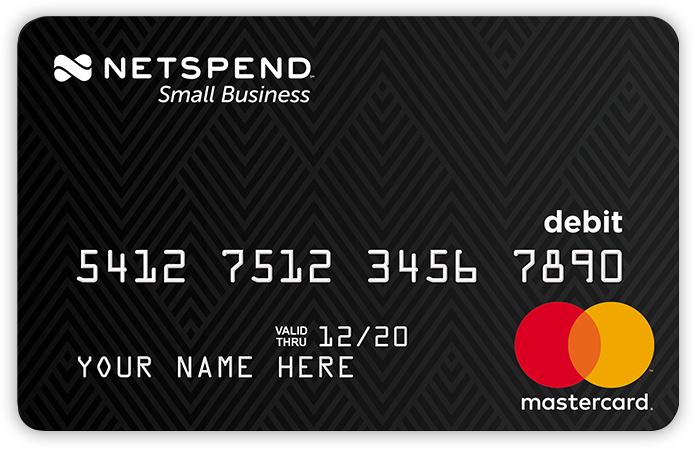 NETSPEND
Small Business
debit
5412 7512 3456 7890
VALID THRU 12/20
YOUR NAME HERE
mastercard.